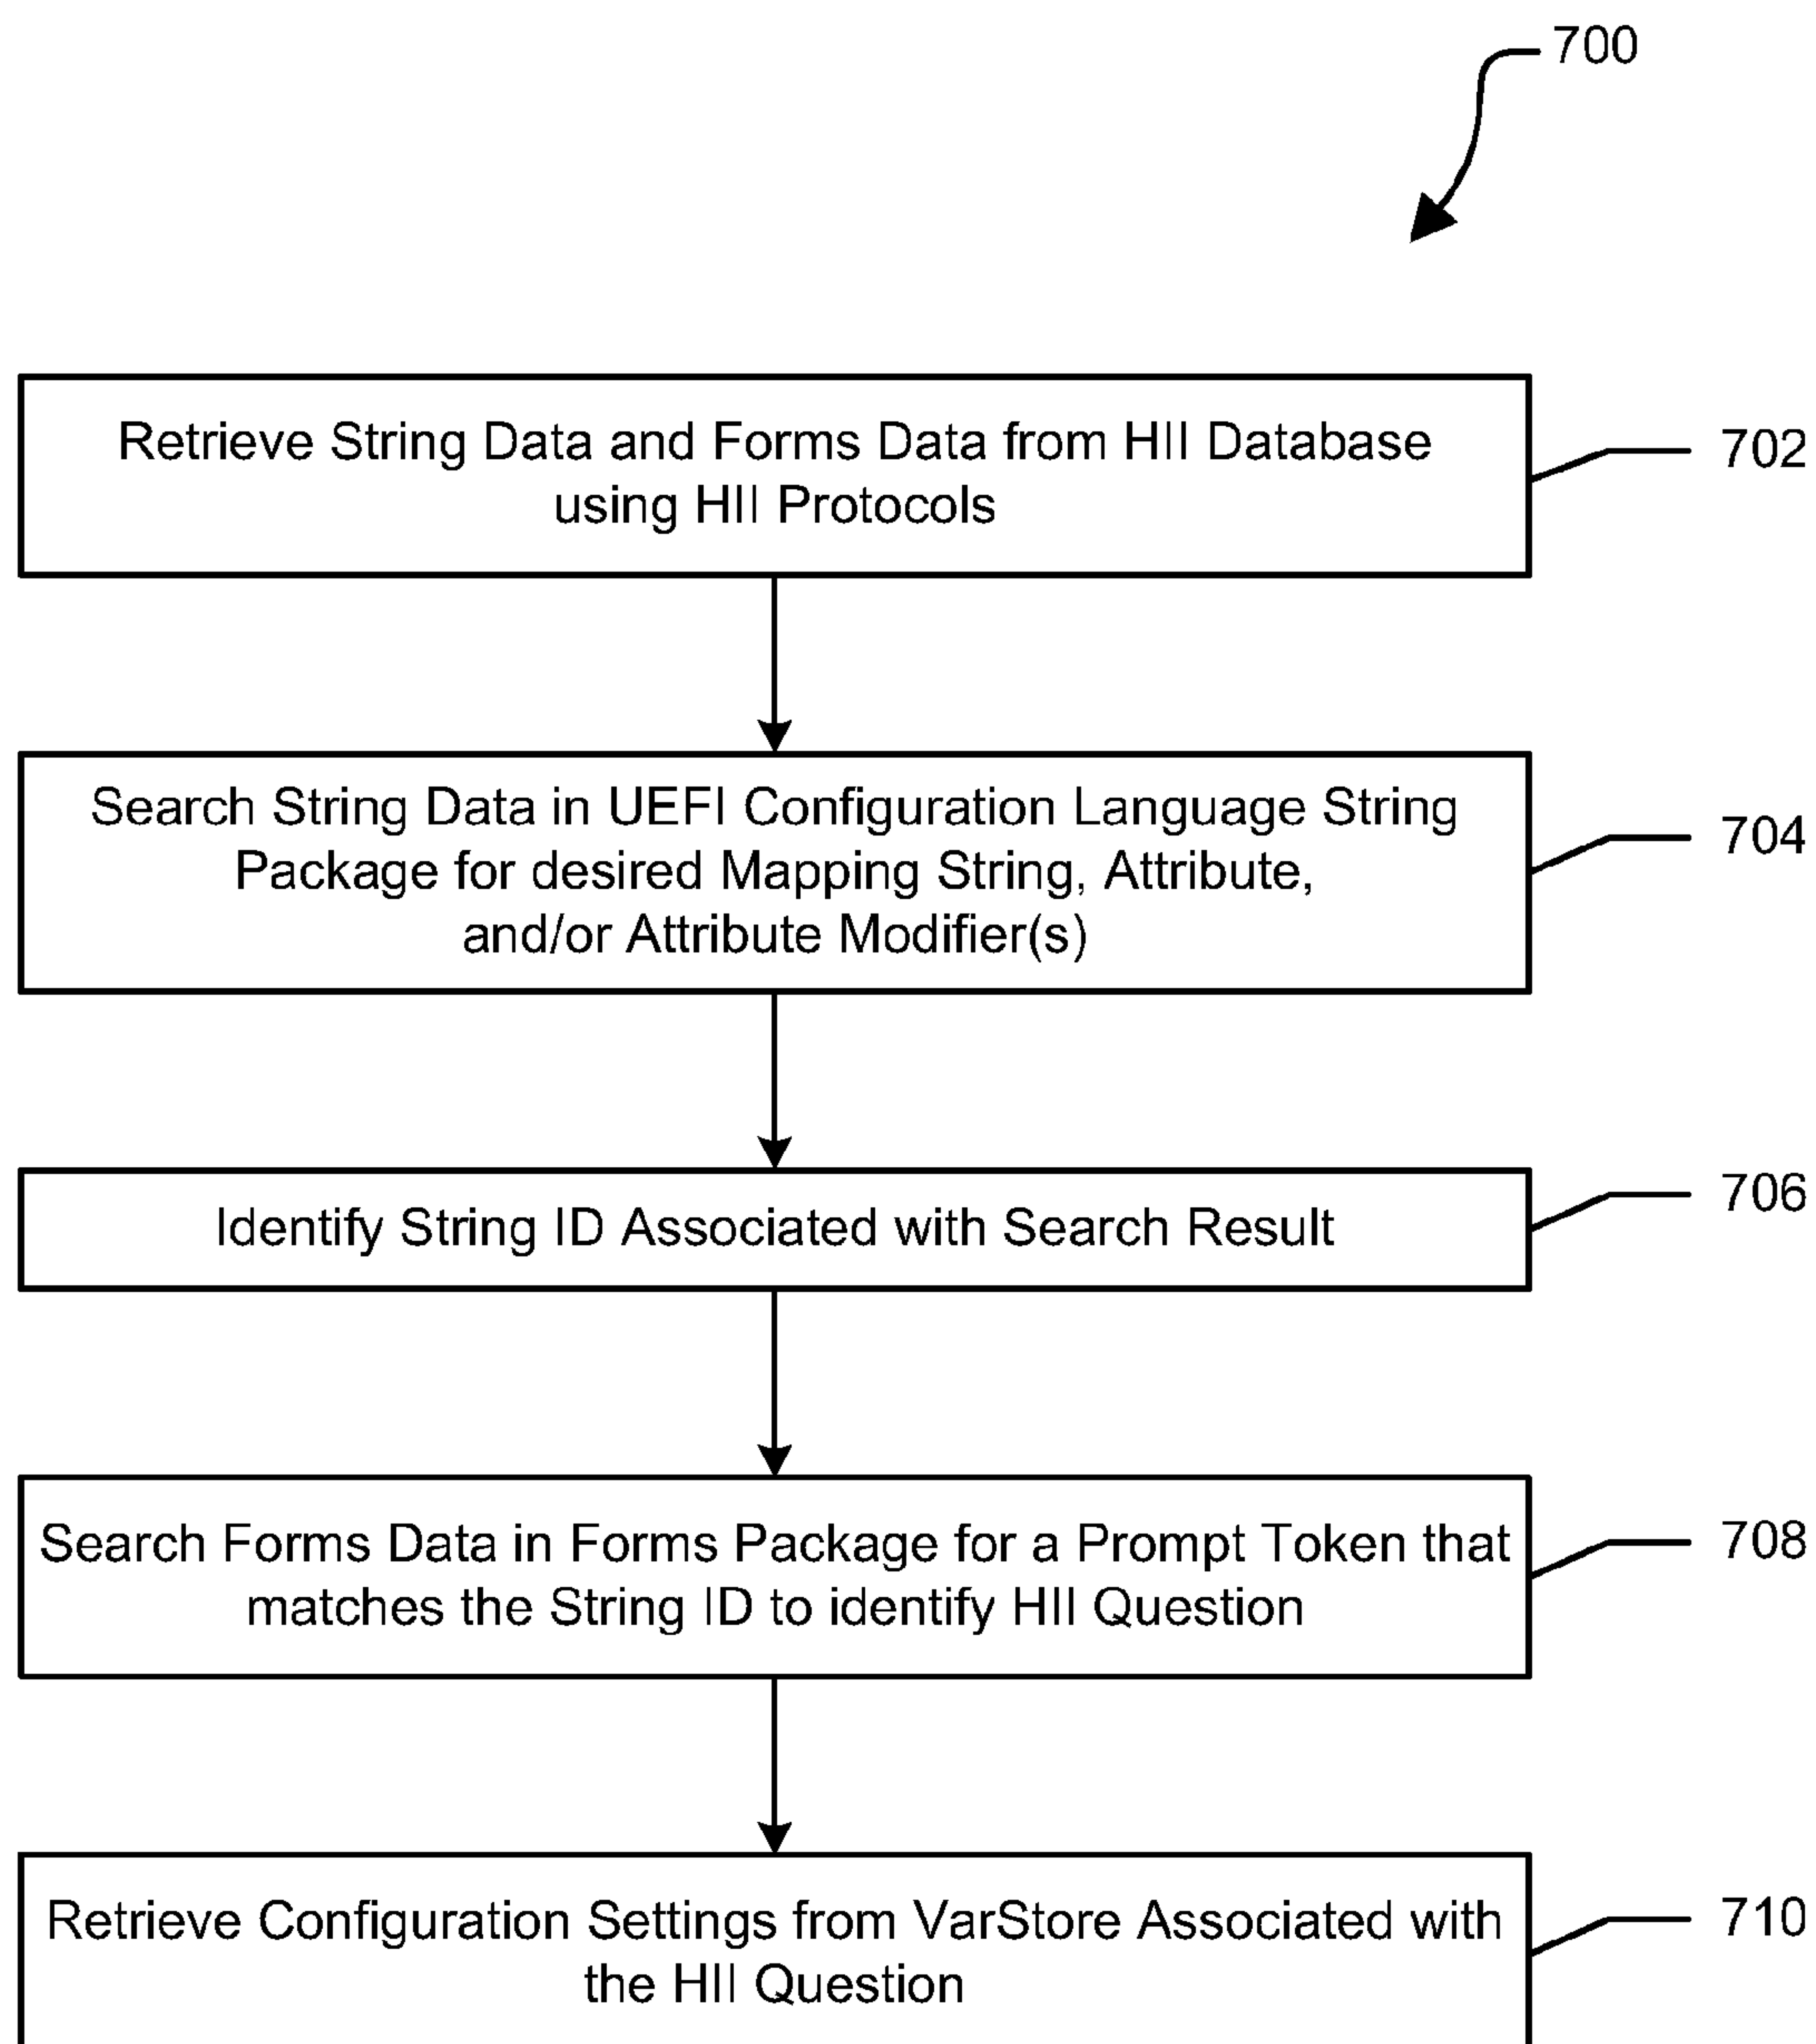 700
Retrieve String Data and Forms Data from HII Database
using HII Protocols
702
Search String Data in UEFI Configuration Language String
Package for desired Mapping String, Attribute,
and/or Attribute Modifier(s)
704
Identify String ID Associated with Search Result
706
Search Forms Data in Forms Package for a Prompt Token that
matches the String ID to identify HII Question
708
Retrieve Configuration Settings from VarStore Associated with
the HII Question
710